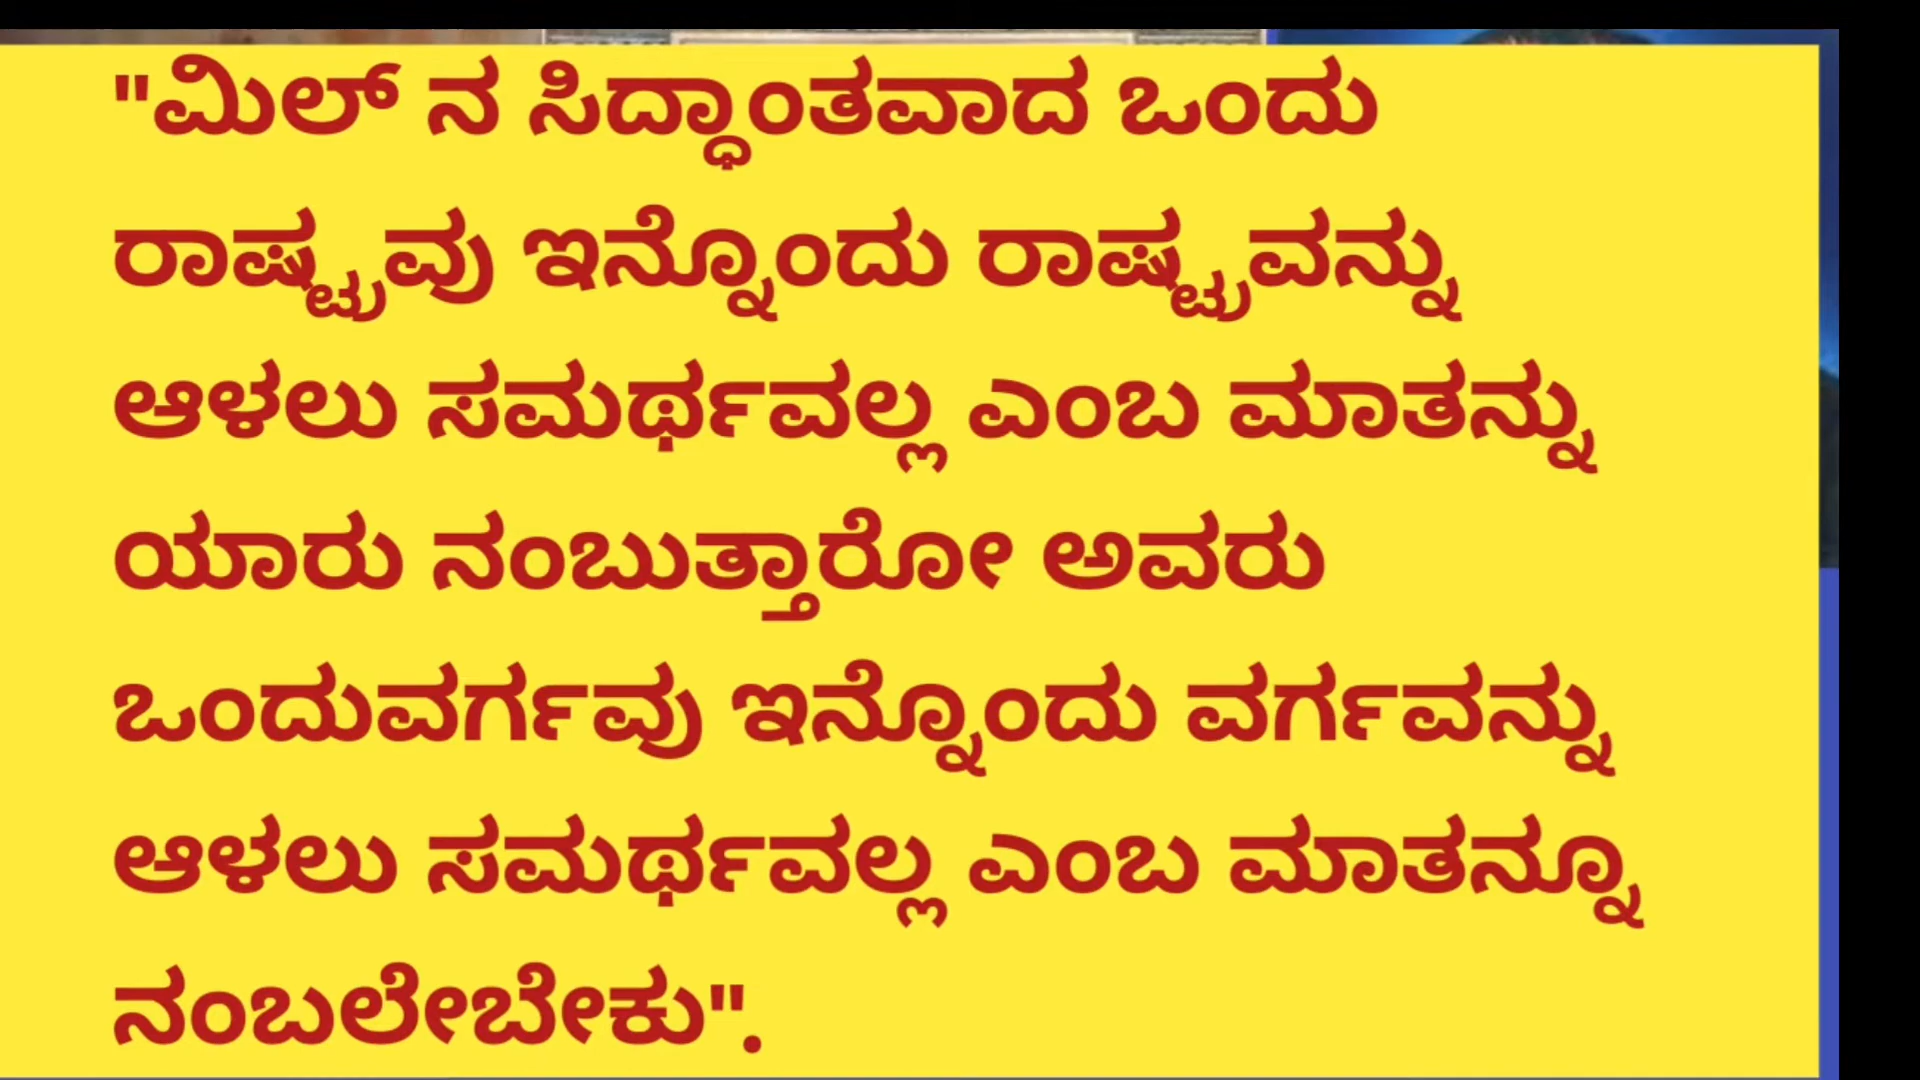 "ಮಿಲ್ ನ ಸಿದ್ಧಾಂತವಾದ ಒಂದು
ರಾಷ್ಟ್ರವು ಇನ್ನೊಂದು ರಾಷ್ಟ್ರವನ್ನು
ಆಳಲು ಸಮರ್ಥವಲ್ಲ ಎಂಬ ಮಾತನ್ನು
ಯಾರು ನಂಬುತ್ತಾರೋ ಅವರು
ಒಂದುವರ್ಗವು ಇನ್ನೊಂದು ವರ್ಗವನ್ನು
ಆಳಲು ಸಮರ್ಥವಲ್ಲ ಎಂಬ ಮಾತನ್ನೂ
ನಂಬಲೇಬೇಕು".